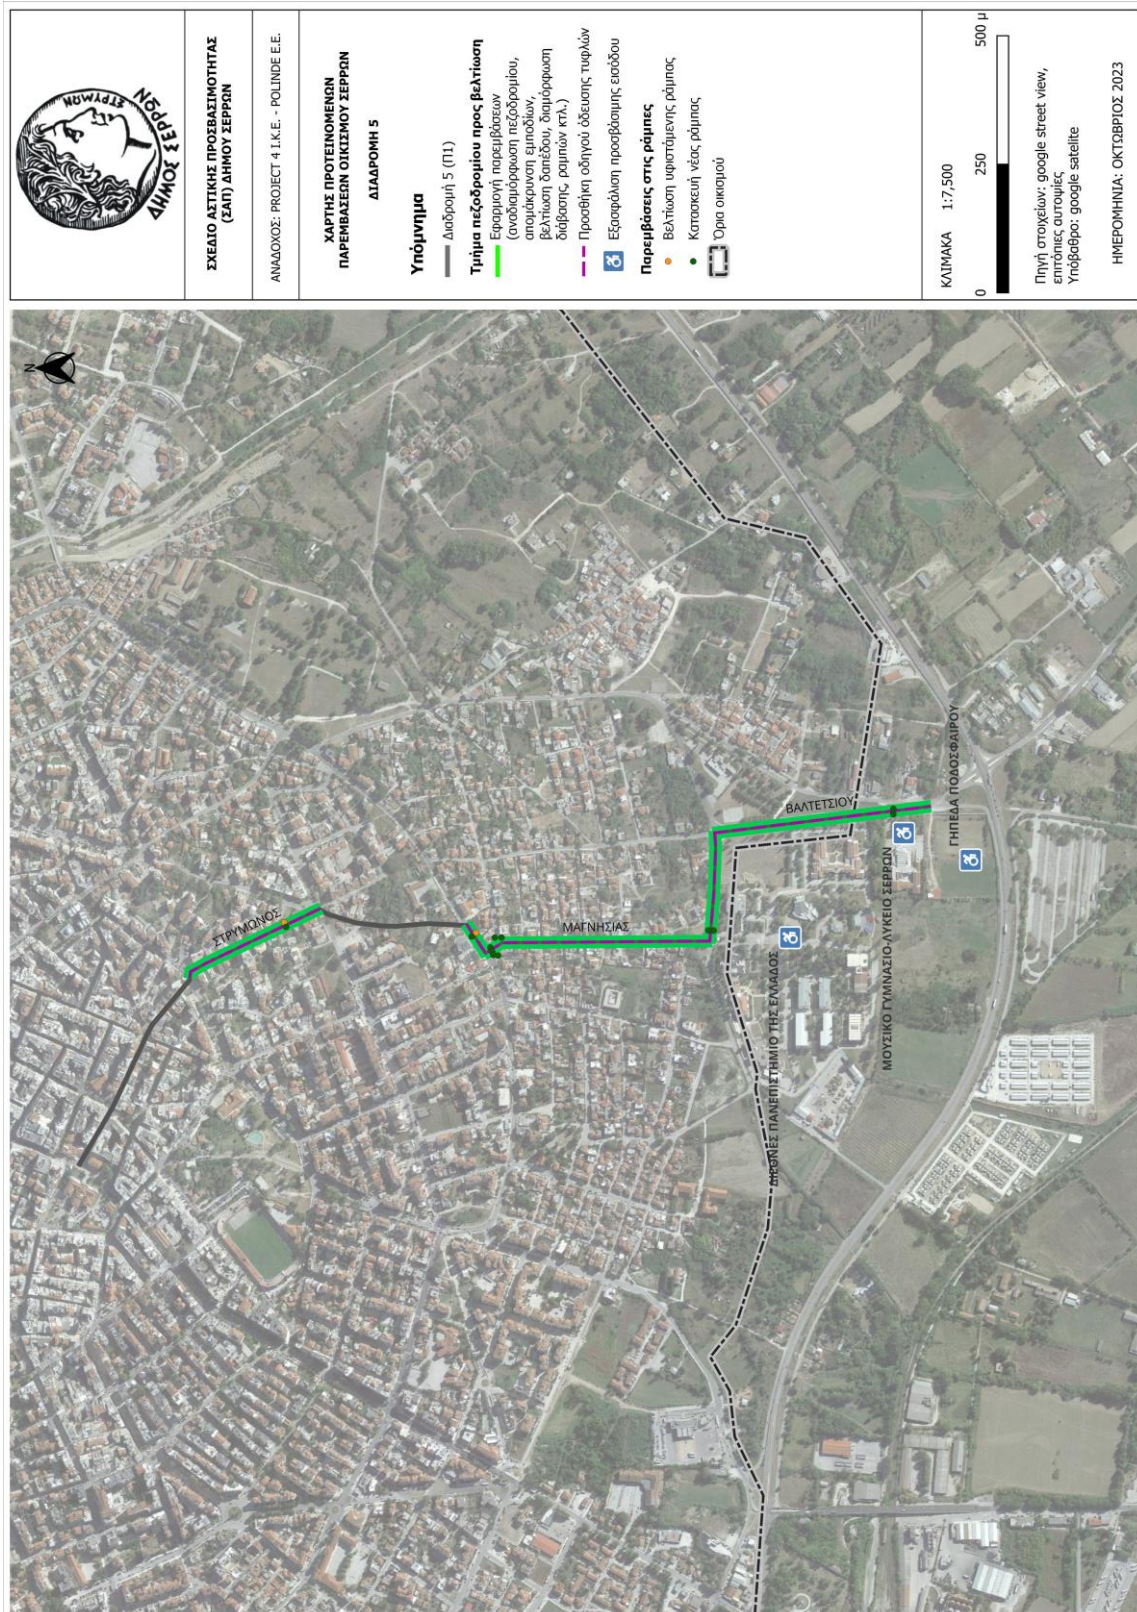 ΣΤΡΥΜΩΝ
ΔΗΜΟΣ ΣΕΡΡΩΝ
ΣΧΕΔΙΟ ΑΣΤΙΚΗΣ ΠΡΟΣΒΑΣΙΜΟΤΗΤΑΣ
(ΣΑΠ) ΔΗΜΟΥ ΣΕΡΡΩΝ
ΑΝΑΔΟΧΟΣ: PROJECT 4 Ι.Κ.Ε. - POLINDE Ε.Ε.
ΧΑΡΤΗΣ ΠΡΟΤΕΙΝΟΜΕΝΩΝ
ΠΑΡΕΜΒΑΣΕΩΝ ΟΙΚΙΣΜΟΥ ΣΕΡΡΩΝ
ΔΙΑΔΡΟΜΗ 5
Υπόμνημα
Διαδρομή 5 (Π1)
Τμήμα πεζοδρομίου προς βελτίωση
Εφαρμογή παρεμβάσεων
(αναδιαμόρφωση πεζοδρομίου,
απομάκρυνση εμποδίων,
βελτίωση δαπέδου, διαμόρφωση
διάβασης, ραμπών κτλ.)
Προσθήκη οδηγού όδευσης τυφλών
Εξασφάλιση προσβάσιμης εισόδου
Παρεμβάσεις στις ράμπες
Βελτίωση υφιστάμενης ράμπας
Κατασκευή νέας ράμπας
Όρια οικισμού
ΚΛΙΜΑΚΑ 1:7,500
0 250 500 μ
Πηγή στοιχείων: google street view,
επιτόπιες αυτοψίες
Υπόβαθρο: google satelite
ΗΜΕΡΟΜΗΝΙΑ: ΟΚΤΩΒΡΙΟΣ 2023
N
ΣΤΡΥΜΩΝΟΣ
ΜΑΓΝΗΣΙΑΣ
ΒΑΛΤΕΤΣΙΟΥ
ΔΙΕΘΝΕΣ ΠΑΝΕΠΙΣΤΗΜΙΟ ΤΗΣ ΕΛΛΑΔΟΣ
ΜΟΥΣΙΚΟ ΓΥΜΝΑΣΙΟ-ΛΥΚΕΙΟ ΣΕΡΡΩΝ
ΓΗΠΕΔΑ ΠΟΔΟΣΦΑΙΡΟΥ